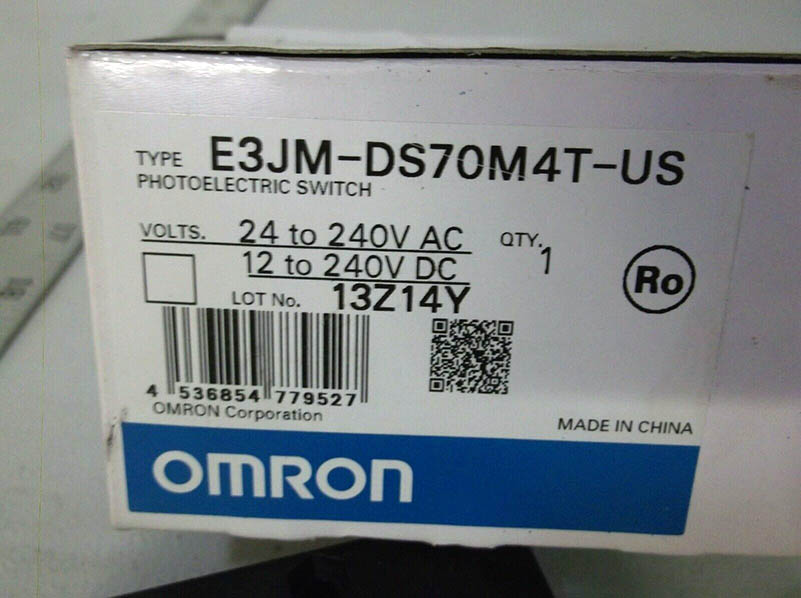 TYPE E3JM-DS70M4T-US
PHOTOELECTRIC SWITCH
VOLTS. 24 to 240V AC QTY. 1
12 to 240V DC
Ro
LOT No. 13Z14Y
4 536854 779527
OMRON Corporation
MADE IN CHINA
OMRON